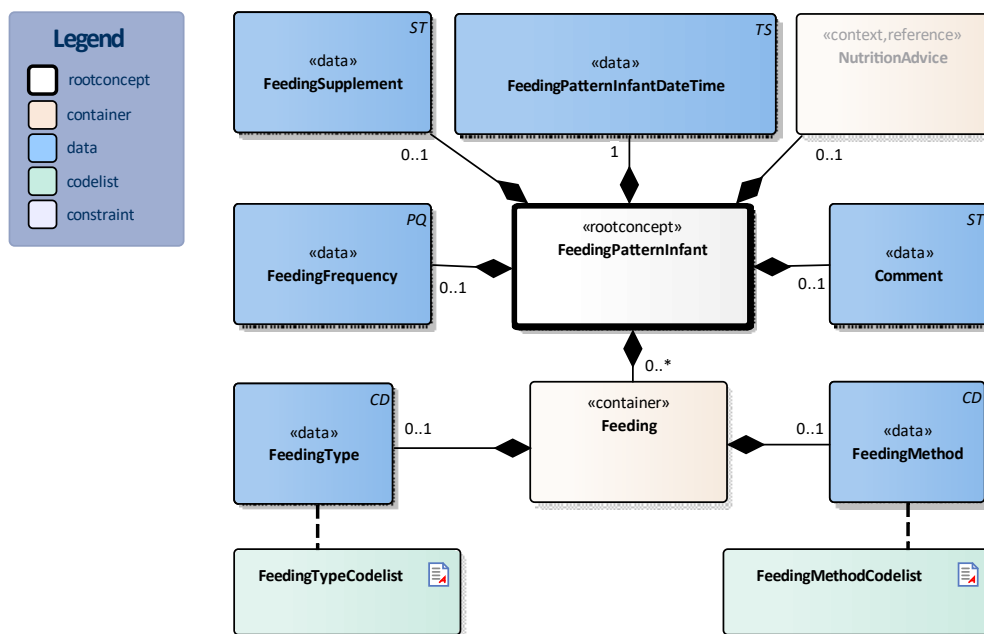 Legend
rootconcept
container
data
codelist
constraint
ST
«data»
FeedingSupplement
TS
«data»
FeedingPatternInfantDateTime
«context,reference»
NutritionAdvice
0..1
1
0..1
PQ
«data»
FeedingFrequency
0..1
«rootconcept»
FeedingPatternInfant
ST
«data»
Comment
0..1
0..*
CD
«data»
FeedingType
0..1
«container»
Feeding
CD
«data»
FeedingMethod
0..1
FeedingTypeCodelist
FeedingMethodCodelist